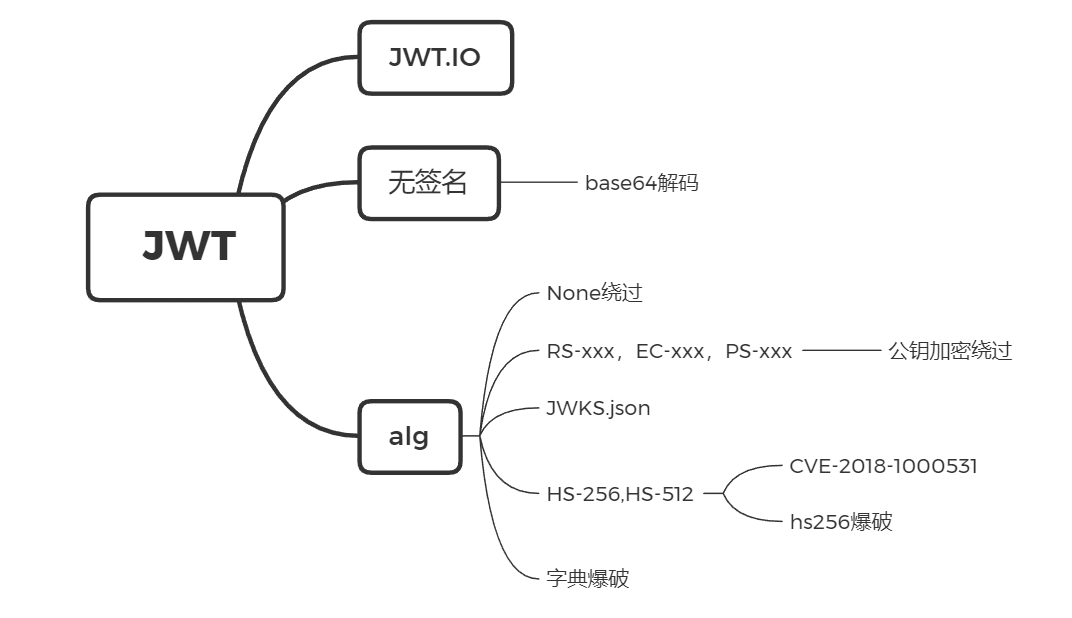 JWT.IO
无签名
base64解码
JWT
None绕过
RS-xxx，EC-xxx，PS-xxx
公钥加密绕过
JWKS.json
alg
CVE-2018-1000531
HS-256,HS-512
hs256爆破
字典爆破